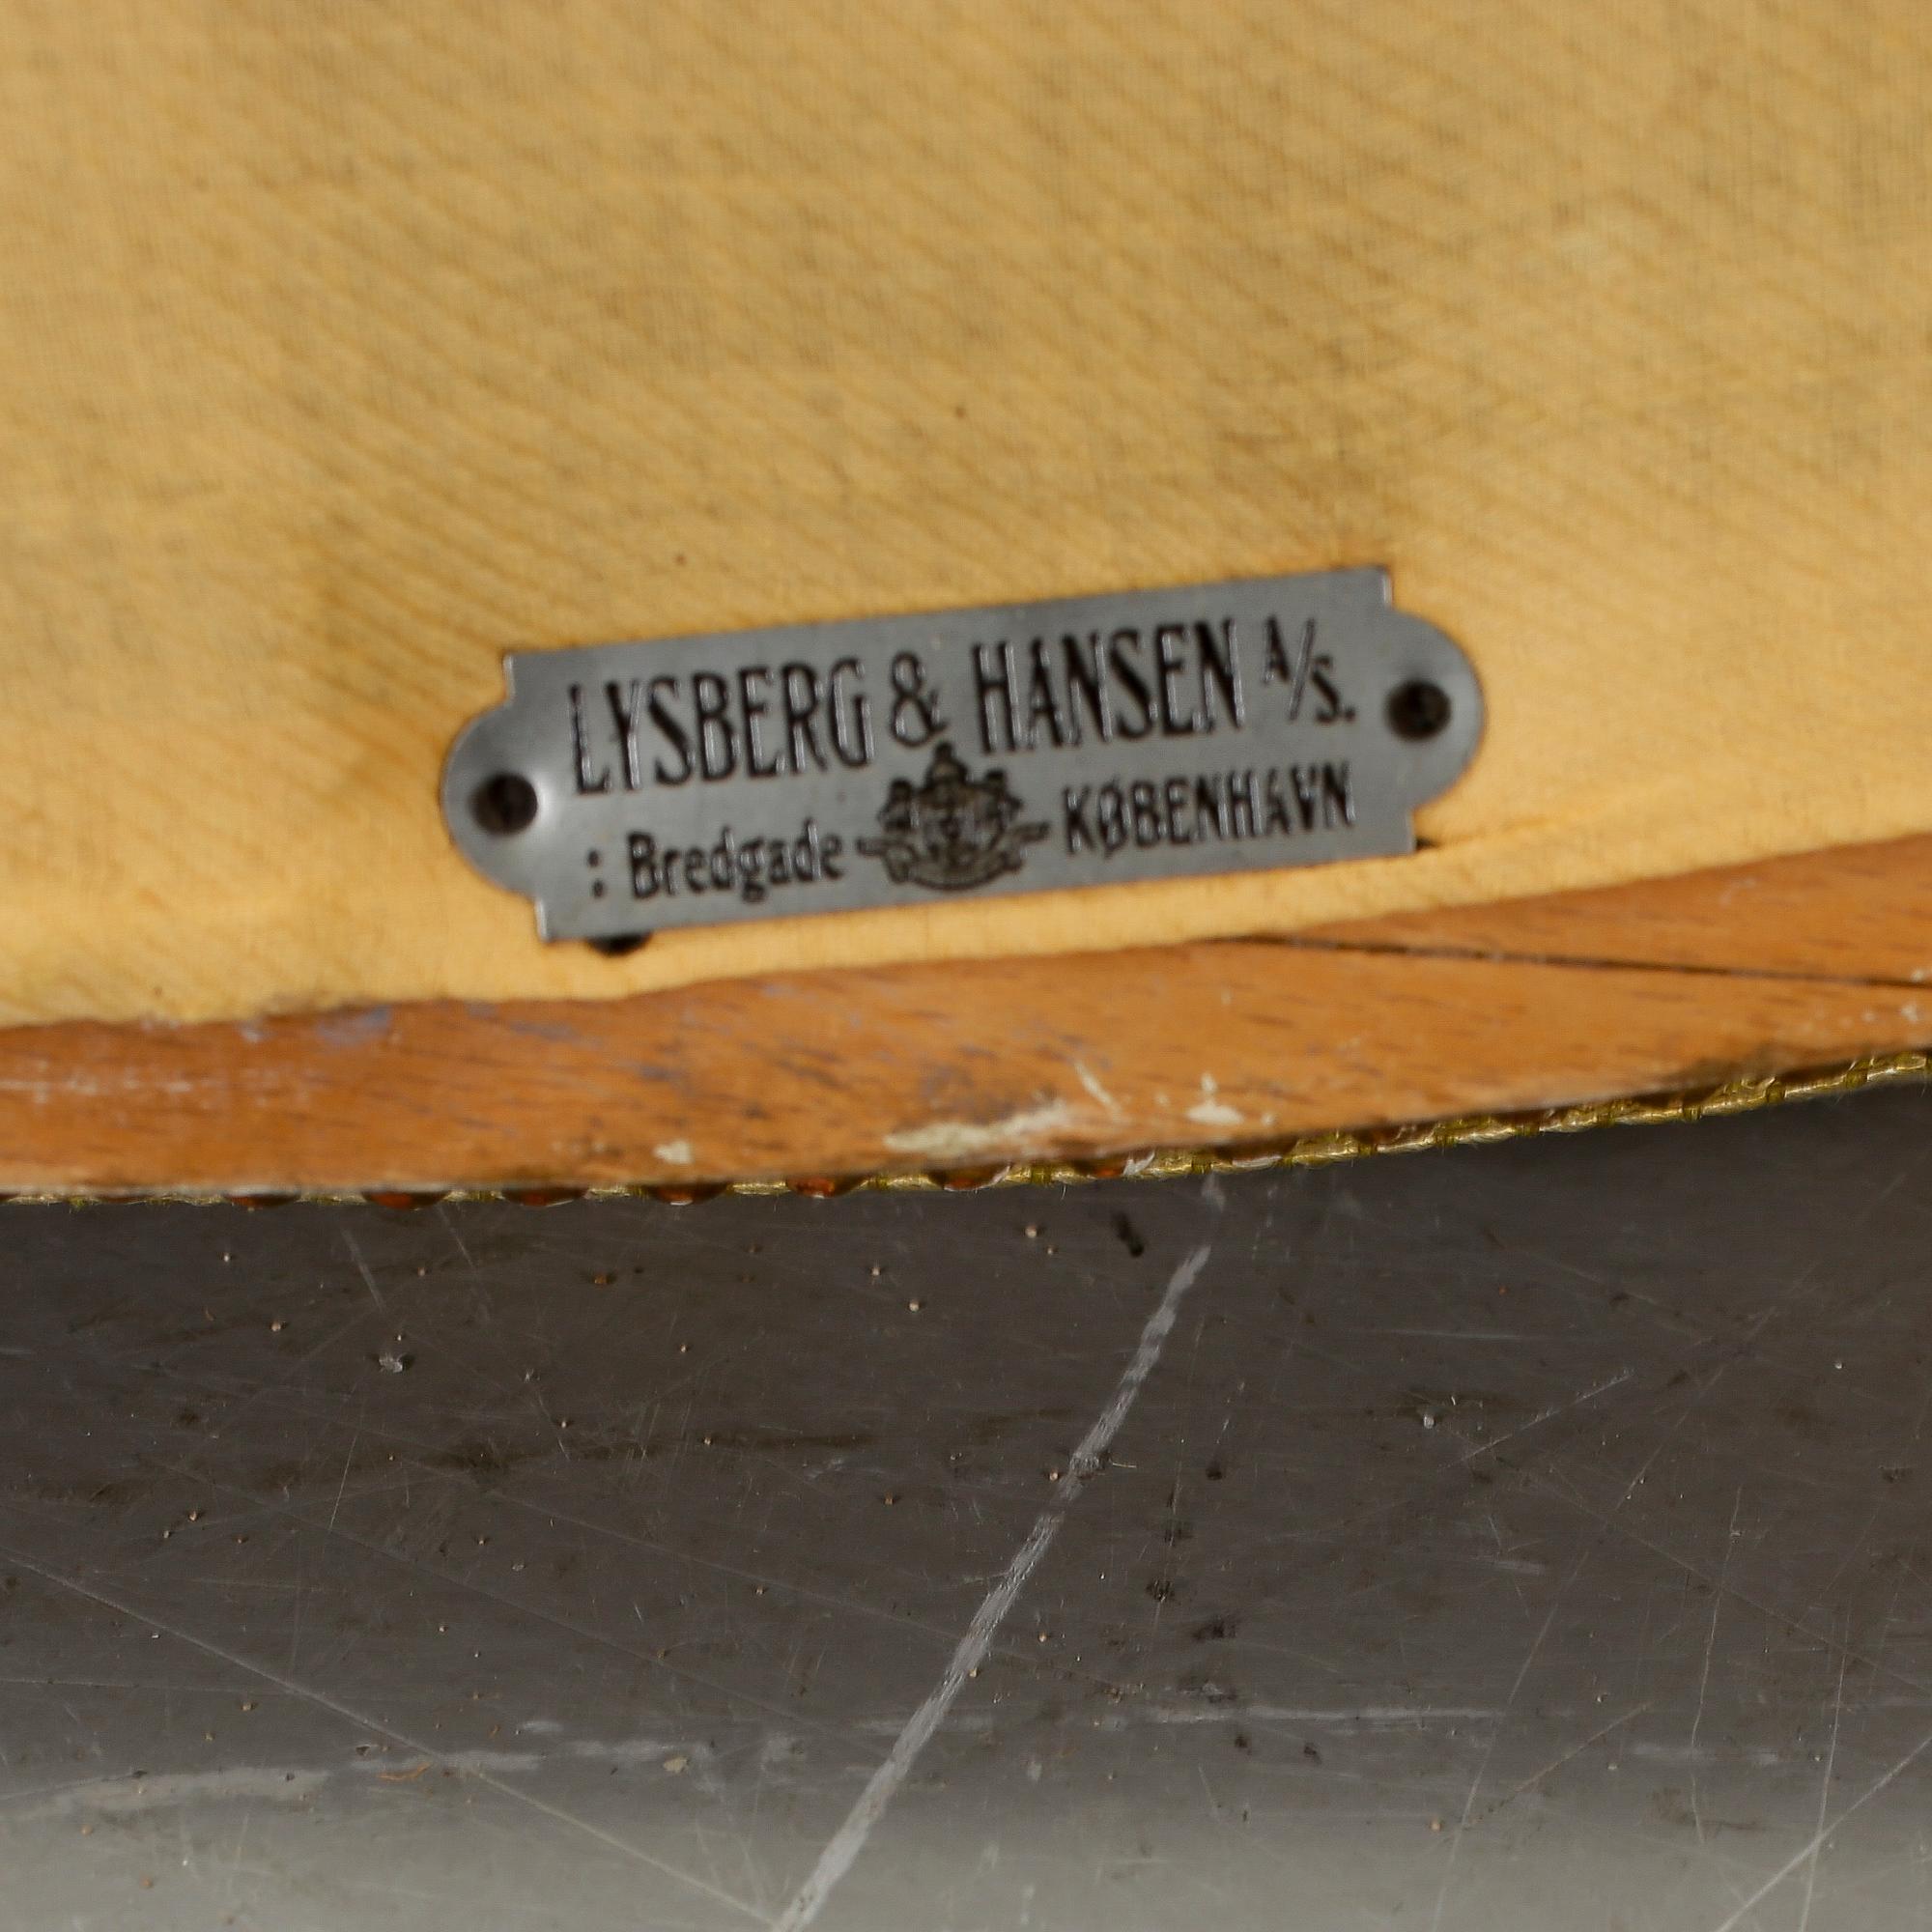 LYSBERG & HANSEN A/S.
: Bredgade KØBENHAVN